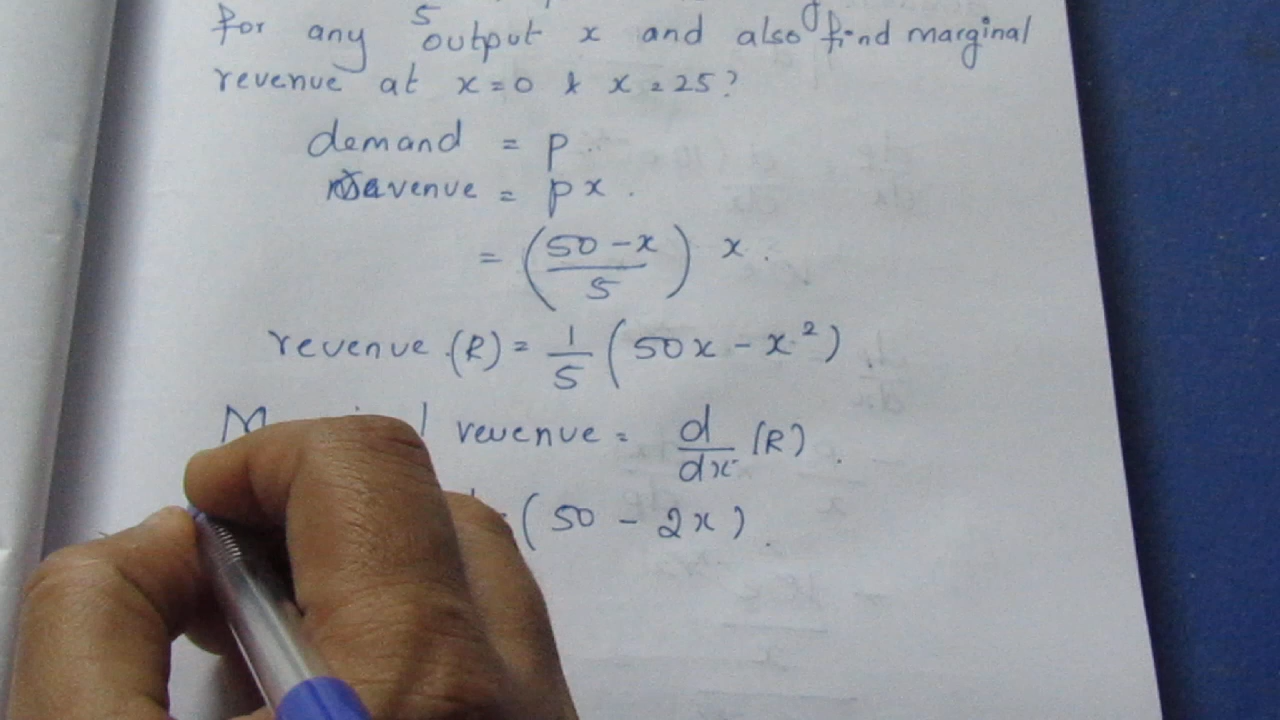 5
for any output x and also find marginal
revenue at x=0 & x=25?
demand = p.
Revenue = px.
= (50-x / 5) x.
revenue (R) = 1/5 (50x - x²).
revenue = d/dx (R).
(50 - 2x).